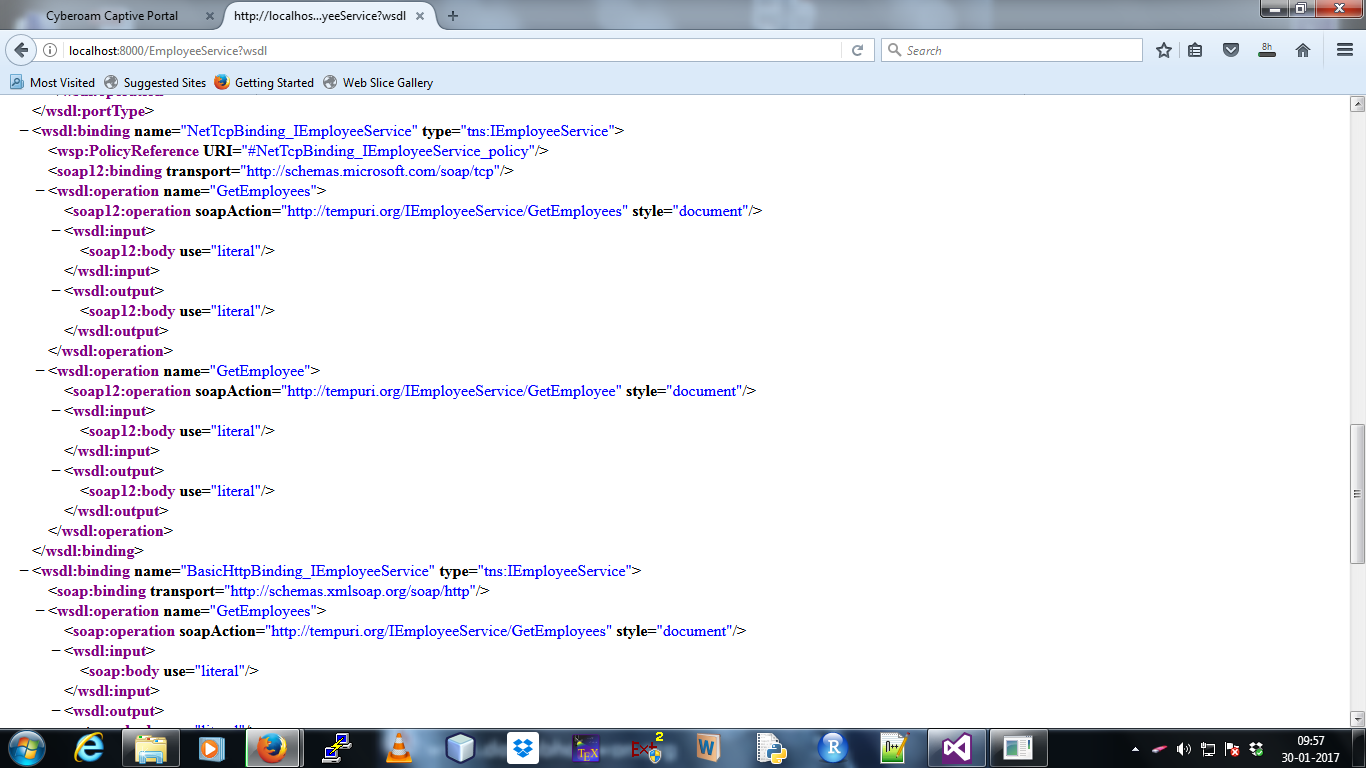 Cyberoam Captive Portal
http://localhos...yeeService?wsdl
localhost:8000/EmployeeService?wsdl
Search
8h
Most Visited
Suggested Sites
Getting Started
Web Slice Gallery
</wsdl:portType>
−<wsdl:binding name="NetTcpBinding_IEmployeeService" type="tns:IEmployeeService">
<wsp:PolicyReference URI="#NetTcpBinding_IEmployeeService_policy"/>
<soap12:binding transport="http://schemas.microsoft.com/soap/tcp"/>
−<wsdl:operation name="GetEmployees">
<soap12:operation soapAction="http://tempuri.org/IEmployeeService/GetEmployees" style="document"/>
−<wsdl:input>
<soap12:body use="literal"/>
</wsdl:input>
−<wsdl:output>
<soap12:body use="literal"/>
</wsdl:output>
</wsdl:operation>
−<wsdl:operation name="GetEmployee">
<soap12:operation soapAction="http://tempuri.org/IEmployeeService/GetEmployee" style="document"/>
−<wsdl:input>
<soap12:body use="literal"/>
</wsdl:input>
−<wsdl:output>
<soap12:body use="literal"/>
</wsdl:output>
</wsdl:operation>
</wsdl:binding>
−<wsdl:binding name="BasicHttpBinding_IEmployeeService" type="tns:IEmployeeService">
<soap:binding transport="http://schemas.xmlsoap.org/soap/http"/>
−<wsdl:operation name="GetEmployees">
<soap:operation soapAction="http://tempuri.org/IEmployeeService/GetEmployees" style="document"/>
−<wsdl:input>
<soap:body use="literal"/>
</wsdl:input>
−<wsdl:output>
TEX
Ext2
W
R
09:57
30-01-2017